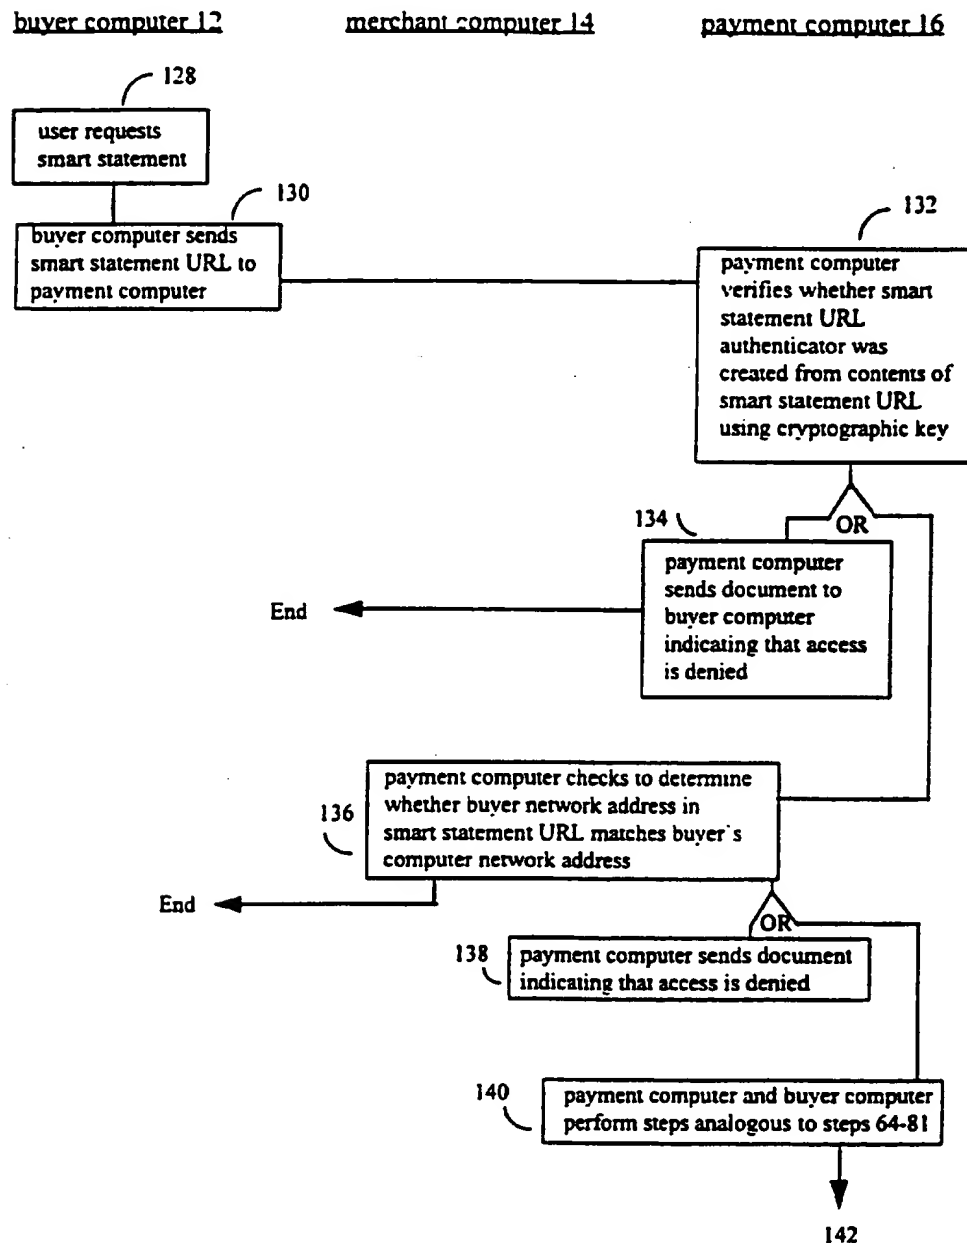 buyer computer 12
merchant computer 14
payment computer 16
128
user requests
smart statement
130
buyer computer sends
smart statement URL to
payment computer
132
payment computer
verifies whether smart
statement URL
authenticator was
created from contents of
smart statement URL
using cryptographic key
OR
134
payment computer
sends document to
buyer computer
indicating that access
is denied
End
136
payment computer checks to determine
whether buyer network address in
smart statement URL matches buyer's
computer network address
End
OR
138
payment computer sends document
indicating that access is denied
140
payment computer and buyer computer
perform steps analogous to steps 64-81
142